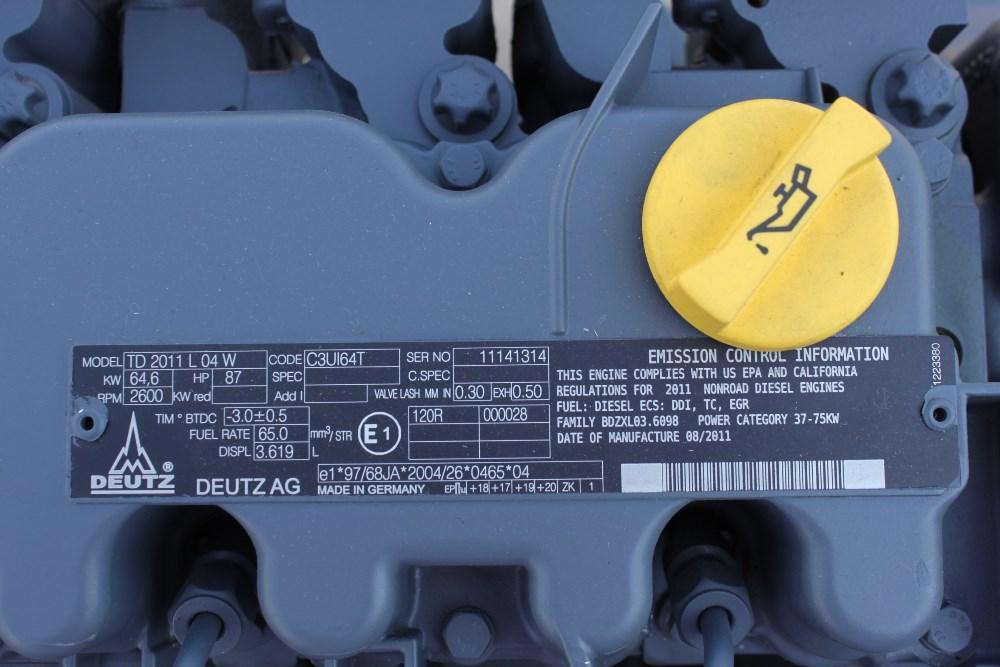 MODEL TD 2011 L 04 W CODE C3UI64T SER NO 11141314
KW 64,6 HP 87 SPEC C.SPEC
RPM 2600 KW red Add I VALVE LASH MM IN 0.30 EXH 0.50
TIM ° BTDC -3.0±0.5 120R 000028
FUEL RATE 65.0 mm³/STR E1
DISPL 3.619 L
DEUTZ ®
DEUTZ AG
e1*97/68JA*2004/26*0465*04
MADE IN GERMANY EP +18 +17 +19 +20 ZK 1
EMISSION CONTROL INFORMATION
THIS ENGINE COMPLIES WITH US EPA AND CALIFORNIA
REGULATIONS FOR 2011 NONROAD DIESEL ENGINES
FUEL: DIESEL ECS: DDI, TC, EGR
FAMILY BDZXL03.6098 POWER CATEGORY 37-75KW
DATE OF MANUFACTURE 08/2011
1223380